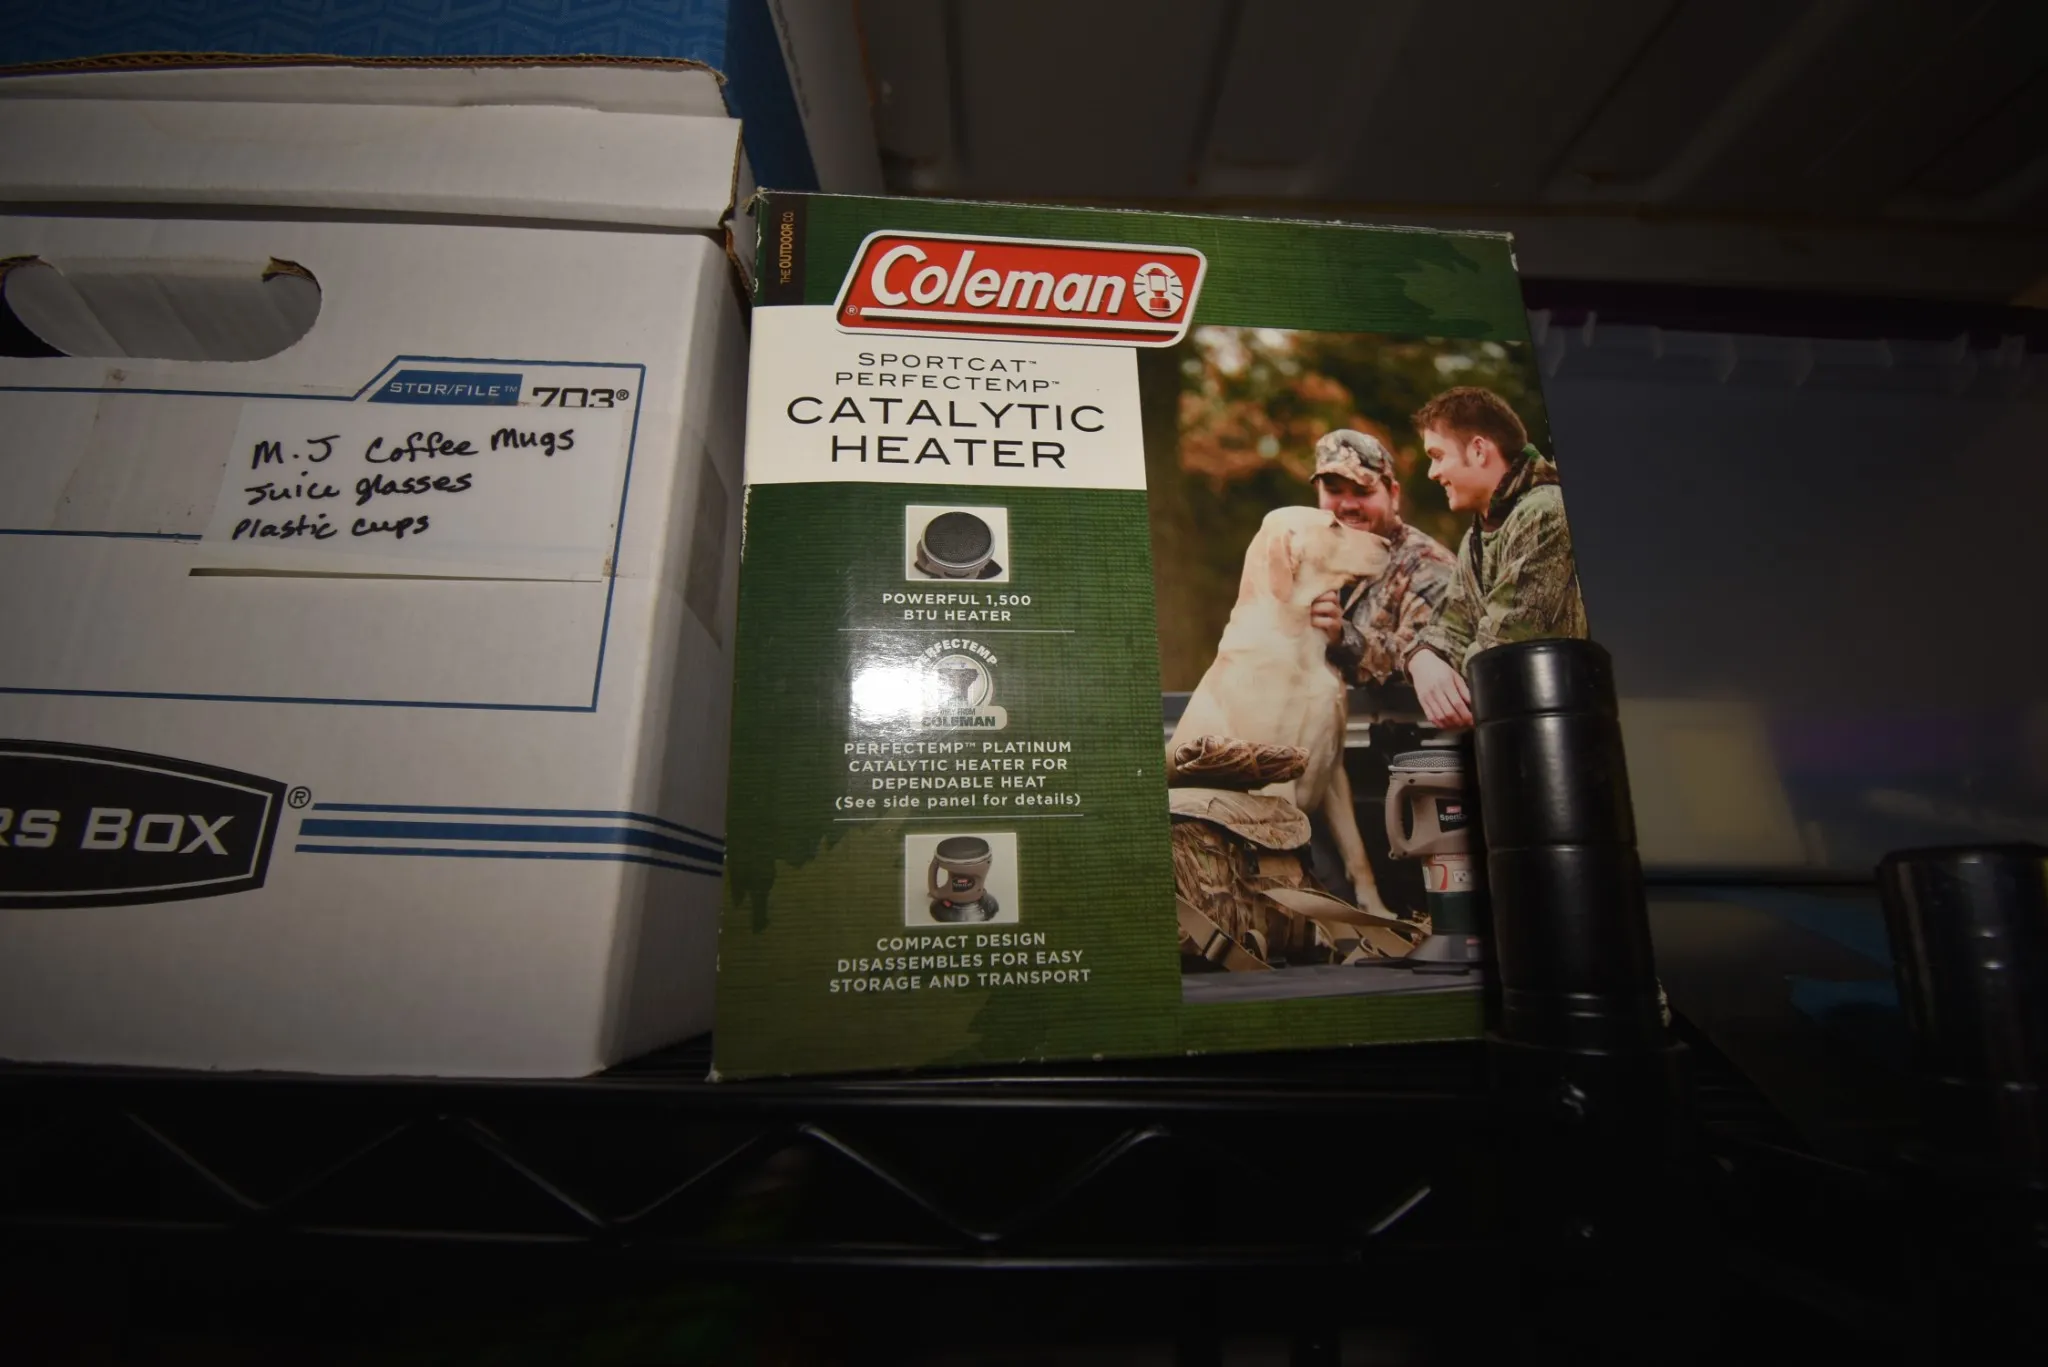 STOR/FILE™ 703®
M.J Coffee Mugs
Juice glasses
Plastic cups
BOX ®
THE OUTDOOR CO
Coleman ®
SPORTCAT™
PERFECTEMP™
CATALYTIC
HEATER
POWERFUL 1,500
BTU HEATER
PERFECTEMP
COLEMAN
PERFECTEMP™ PLATINUM
CATALYTIC HEATER FOR
DEPENDABLE HEAT
(See side panel for details)
COMPACT DESIGN
DISASSEMBLES FOR EASY
STORAGE AND TRANSPORT